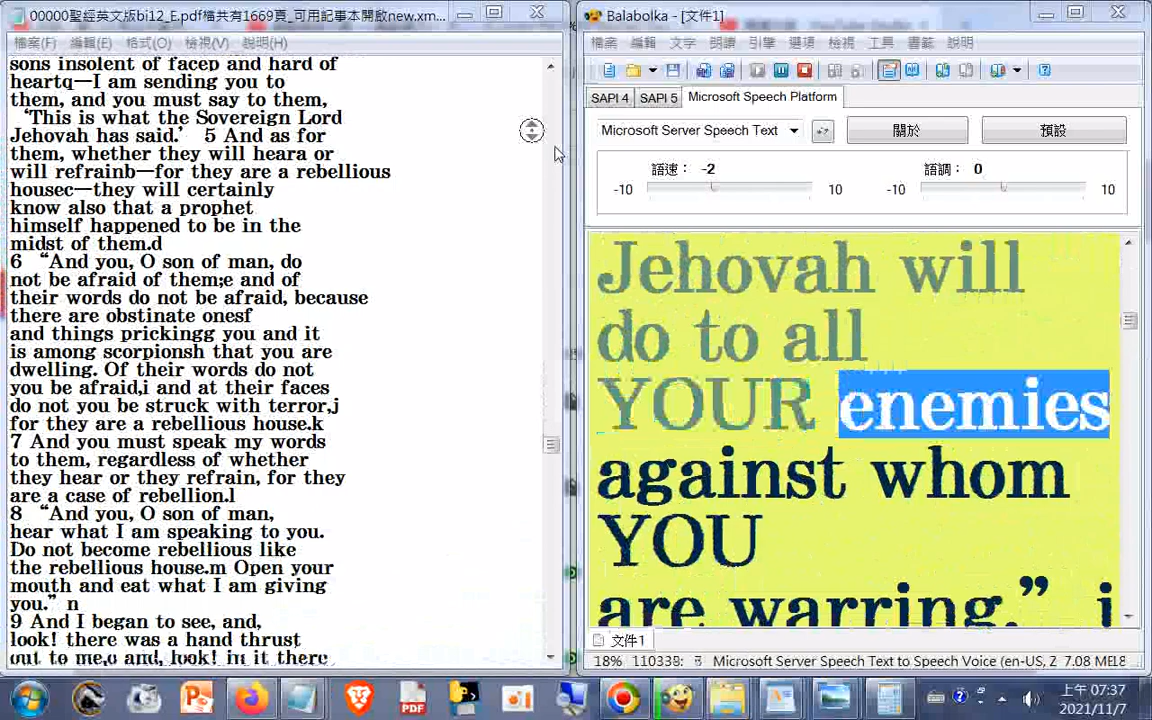 00000聖經英文版bi12_E.pdf檔共有1669頁_可用記事本開啟new.xm...
檔案(F) 編輯(E) 格式(O) 檢視(V) 說明(H)
sons insolent of facep and hard of
heartq—I am sending you to
them, and you must say to them,
‘This is what the Sovereign Lord
Jehovah has said.’ 5 And as for
them, whether they will heara or
will refrainb—for they are a rebellious
housec—they will certainly
know also that a prophet
himself happened to be in the
midst of them.d
6 “And you, O son of man, do
not be afraid of them;e and of
their words do not be afraid, because
there are obstinate onesf
and things prickingg you and it
is among scorpionsh that you are
dwelling. Of their words do not
you be afraid,i and at their faces
do not you be struck with terror,j
for they are a rebellious house.k
7 And you must speak my words
to them, regardless of whether
they hear or they refrain, for they
are a case of rebellion.l
8 “And you, O son of man,
hear what I am speaking to you.
Do not become rebellious like
the rebellious house.m Open your
mouth and eat what I am giving
you.” n
9 And I began to see, and,
look! there was a hand thrust
out to me,o and, look! in it there
Balabolka - [文件1]
檔案 編輯 文字 朗讀 引擎 選項 檢視 工具 書籤 說明
SAPI 4 SAPI 5 Microsoft Speech Platform
Microsoft Server Speech Text 關於 預設
語速： -2 語調： 0
-10 10 -10 10
Jehovah will
do to all
YOUR enemies
against whom
YOU
are warring.” i
文件1
18% Microsoft Server Speech Text to Speech Voice (en-US, Z
上午 07:37
2021/11/7